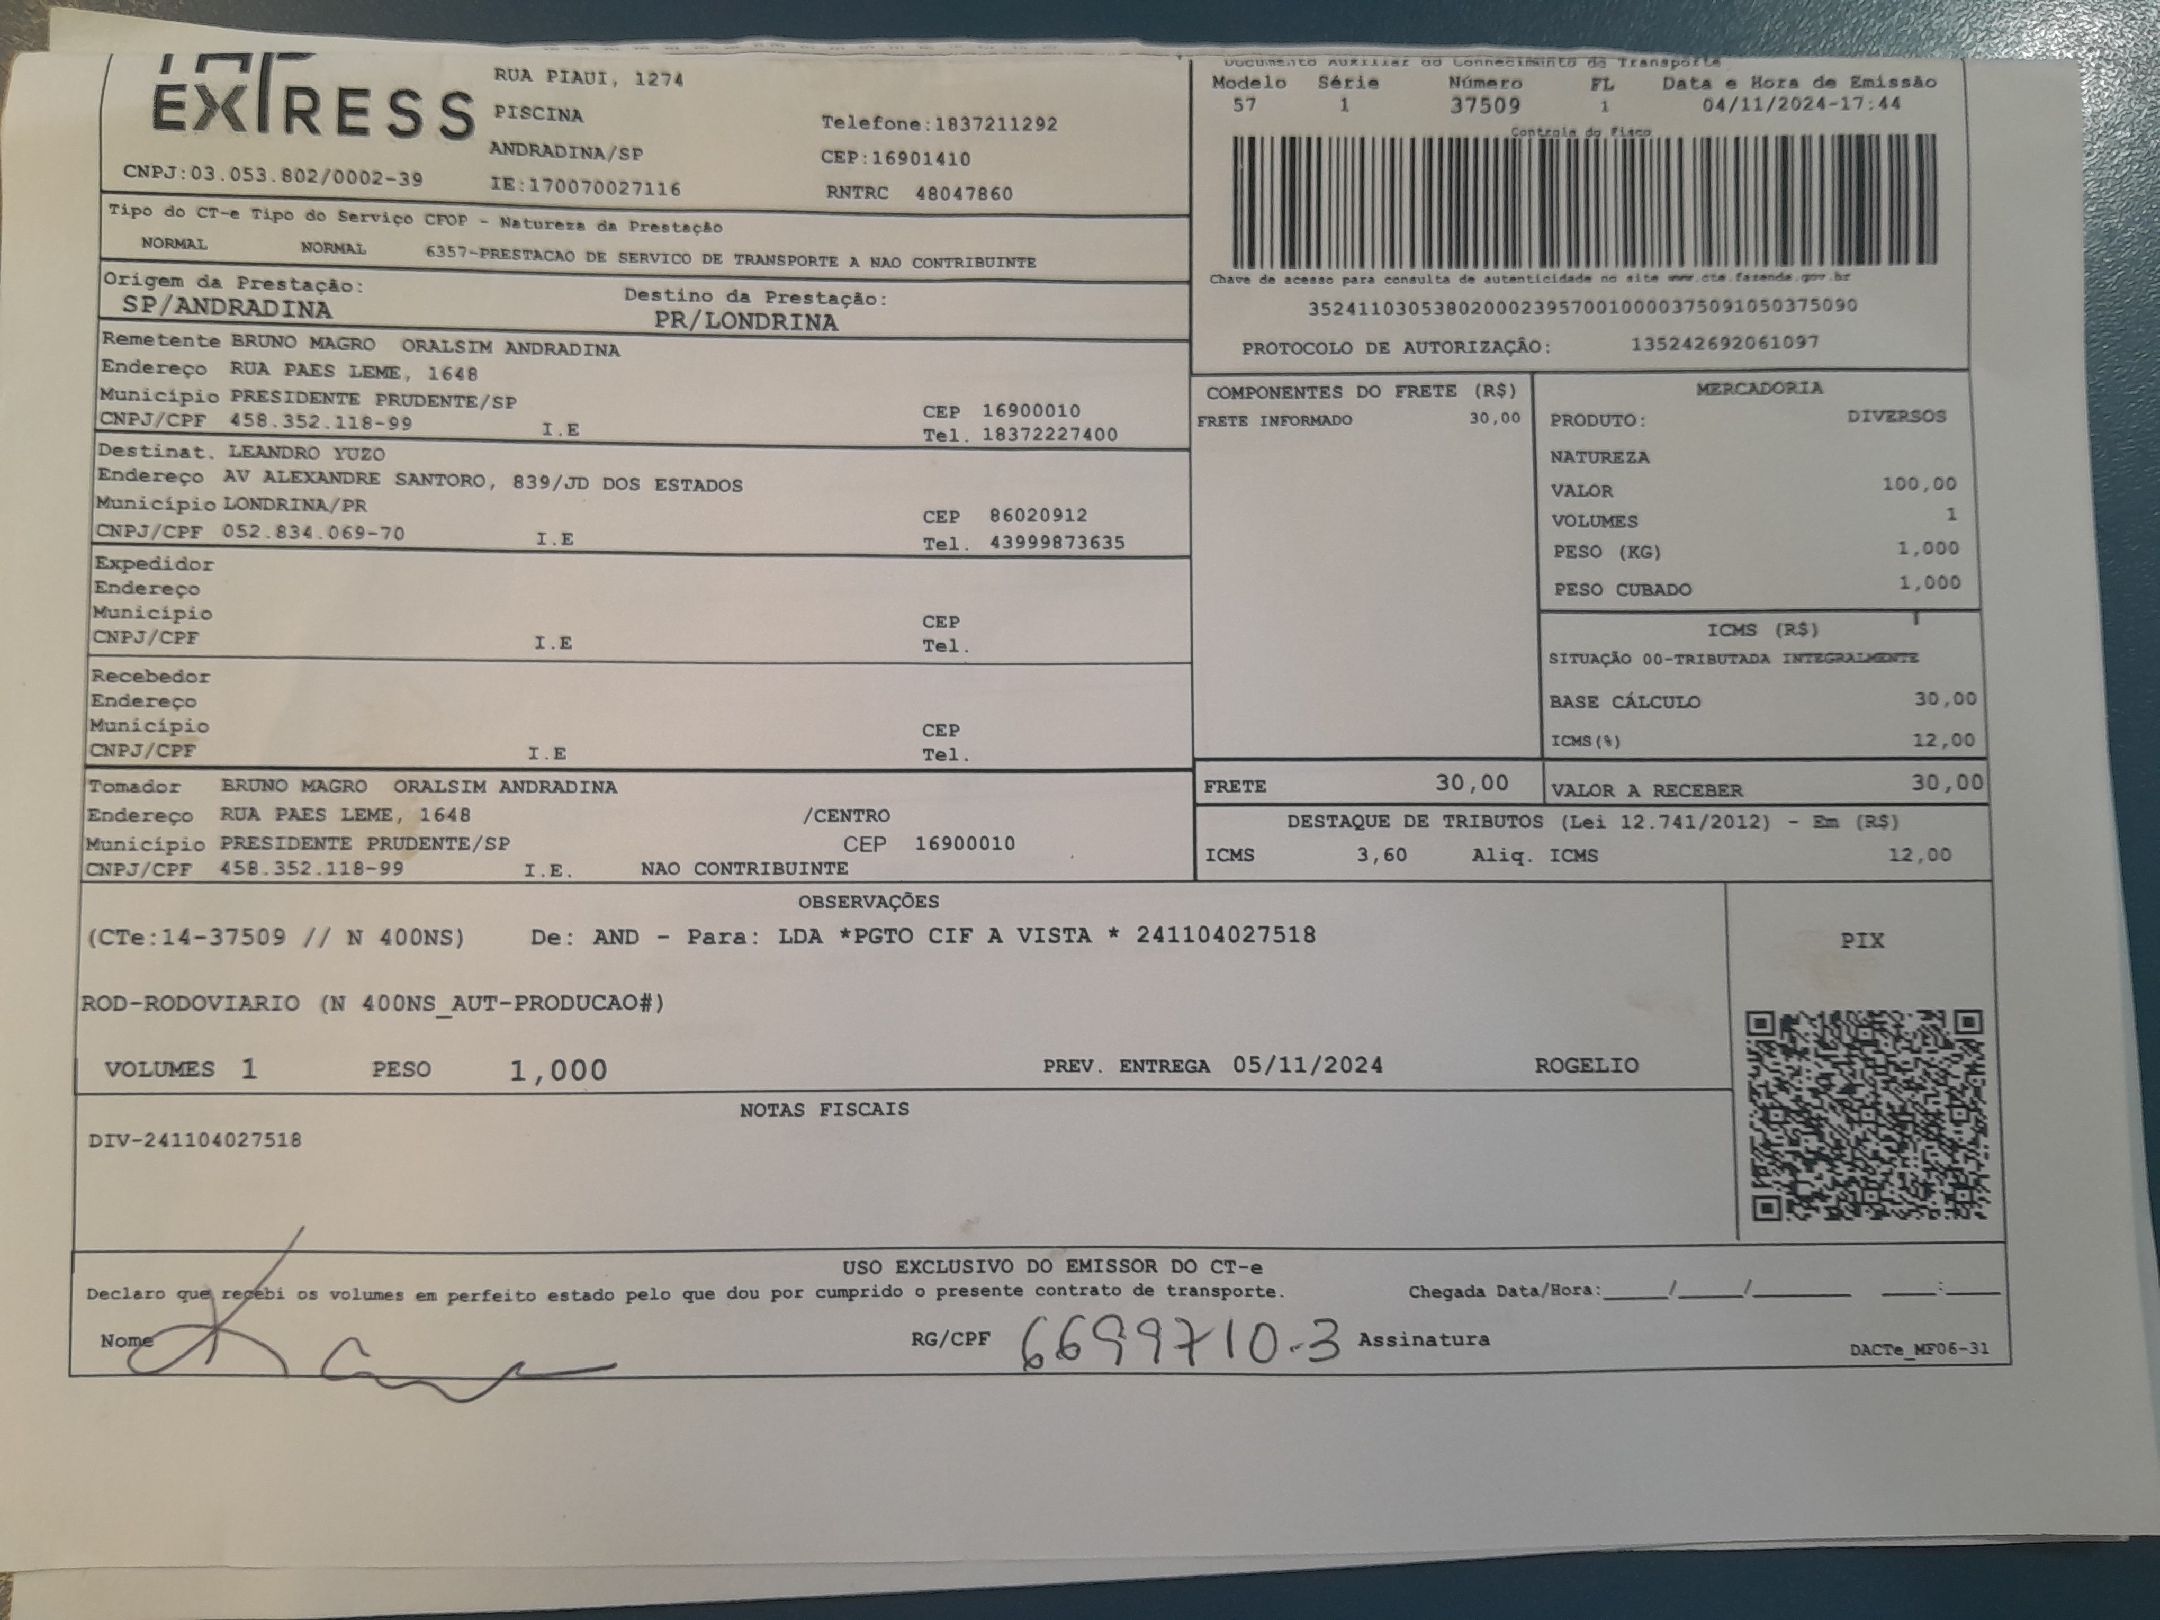 EXPRESS
CNPJ:03.053.802/0002-39
RUA PIAUI, 1274
PISCINA
ANDRADINA/SP
IE:170070027116
Telefone:1837211292
CEP:16901410
RNTRC 48047860
Documento Auxiliar do Conhecimento de Transporte
Modelo Série Número FL Data e Hora de Emissão
57 1 37509 1 04/11/2024-17:44
Controle do Fisco
Chave de acesso para consulta de autenticidade no site www.cte.fazenda.gov.br
35241103053802000239570010000375091050375090
PROTOCOLO DE AUTORIZAÇÃO: 135242692061097
Tipo do CT-e Tipo do Serviço CFOP - Natureza da Prestação
NORMAL NORMAL 6357-PRESTACAO DE SERVICO DE TRANSPORTE A NAO CONTRIBUINTE
Origem da Prestação: Destino da Prestação:
SP/ANDRADINA PR/LONDRINA
Remetente BRUNO MAGRO ORALSIM ANDRADINA
Endereço RUA PAES LEME, 1648
Município PRESIDENTE PRUDENTE/SP CEP 16900010
CNPJ/CPF 458.352.118-99 I.E Tel. 18372227400
Destinat. LEANDRO YUZO
Endereço AV ALEXANDRE SANTORO, 839/JD DOS ESTADOS
Município LONDRINA/PR CEP 86020912
CNPJ/CPF 052.834.069-70 I.E Tel. 43999873635
Expedidor
Endereço
Município CEP
CNPJ/CPF I.E Tel.
Recebedor
Endereço
Município CEP
CNPJ/CPF I.E Tel.
Tomador BRUNO MAGRO ORALSIM ANDRADINA
Endereço RUA PAES LEME, 1648 /CENTRO
Município PRESIDENTE PRUDENTE/SP CEP 16900010
CNPJ/CPF 458.352.118-99 I.E. NAO CONTRIBUINTE
COMPONENTES DO FRETE (R$)
FRETE INFORMADO 30,00
MERCADORIA
PRODUTO: DIVERSOS
NATUREZA
VALOR 100,00
VOLUMES 1
PESO (KG) 1,000
PESO CUBADO 1,000
ICMS (R$)
SITUAÇÃO 00-TRIBUTADA INTEGRALMENTE
BASE CÁLCULO 30,00
ICMS(%) 12,00
FRETE 30,00 VALOR A RECEBER 30,00
DESTAQUE DE TRIBUTOS (Lei 12.741/2012) - Em (R$)
ICMS 3,60 Aliq. ICMS 12,00
OBSERVAÇÕES
(CTe:14-37509 // N 400NS) De: AND - Para: LDA *PGTO CIF A VISTA * 241104027518
ROD-RODOVIARIO (N 400NS_AUT-PRODUCAO#)
VOLUMES 1 PESO 1,000 PREV. ENTREGA 05/11/2024 ROGELIO
PIX
NOTAS FISCAIS
DIV-241104027518
USO EXCLUSIVO DO EMISSOR DO CT-e
Declaro que recebi os volumes em perfeito estado pelo que dou por cumprido o presente contrato de transporte. Chegada Data/Hora:____/____/______ ____:____
Nome RG/CPF 6699710-3 Assinatura
DACTe_MF06-31